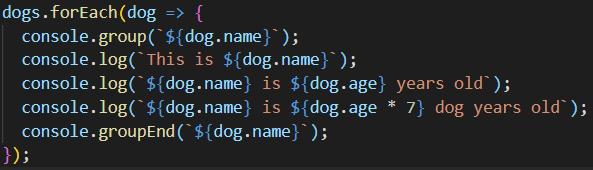 dogs.forEach(dog => {
  console.group(`${dog.name}`);
  console.log(`This is ${dog.name}`);
  console.log(`${dog.name} is ${dog.age} years old`);
  console.log(`${dog.name} is ${dog.age * 7} dog years old`);
  console.groupEnd(`${dog.name}`);
});